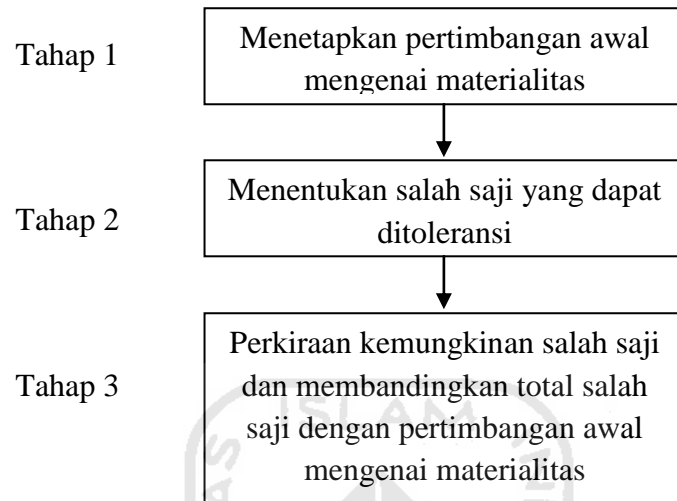 Tahap 1
Menetapkan pertimbangan awal
mengenai materialitas
Tahap 2
Menentukan salah saji yang dapat
ditoleransi
Tahap 3
Perkiraan kemungkinan salah saji
dan membandingkan total salah
saji dengan pertimbangan awal
mengenai materialitas
ISLAM